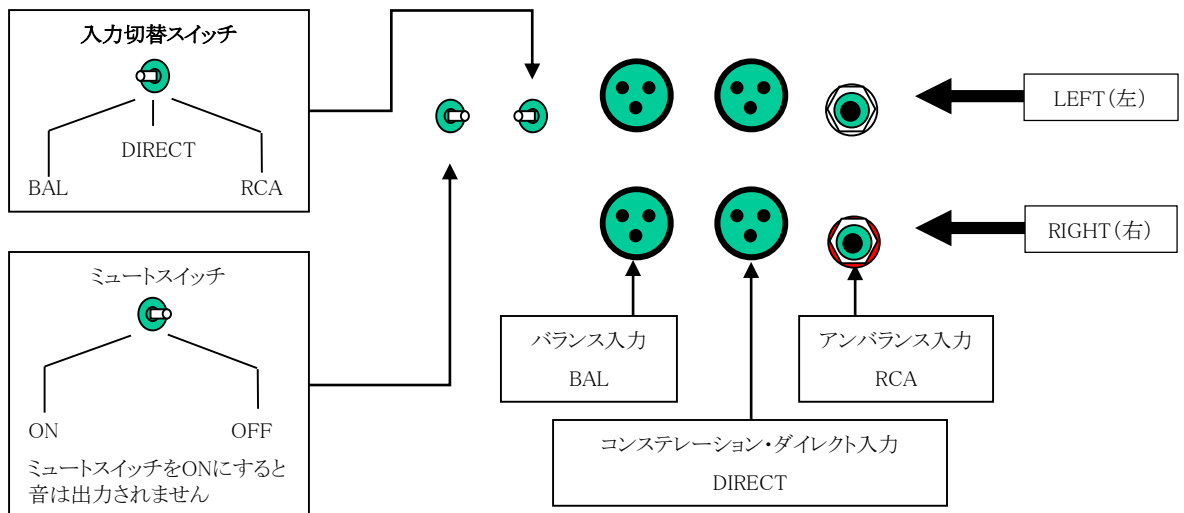 入力切替スイッチ
DIRECT
BAL
RCA
ミュートスイッチ
ON
OFF
ミュートスイッチをONにすると
音は出力されません
LEFT(左)
RIGHT(右)
バランス入力
BAL
アンバランス入力
RCA
コンステレーション・ダイレクト入力
DIRECT